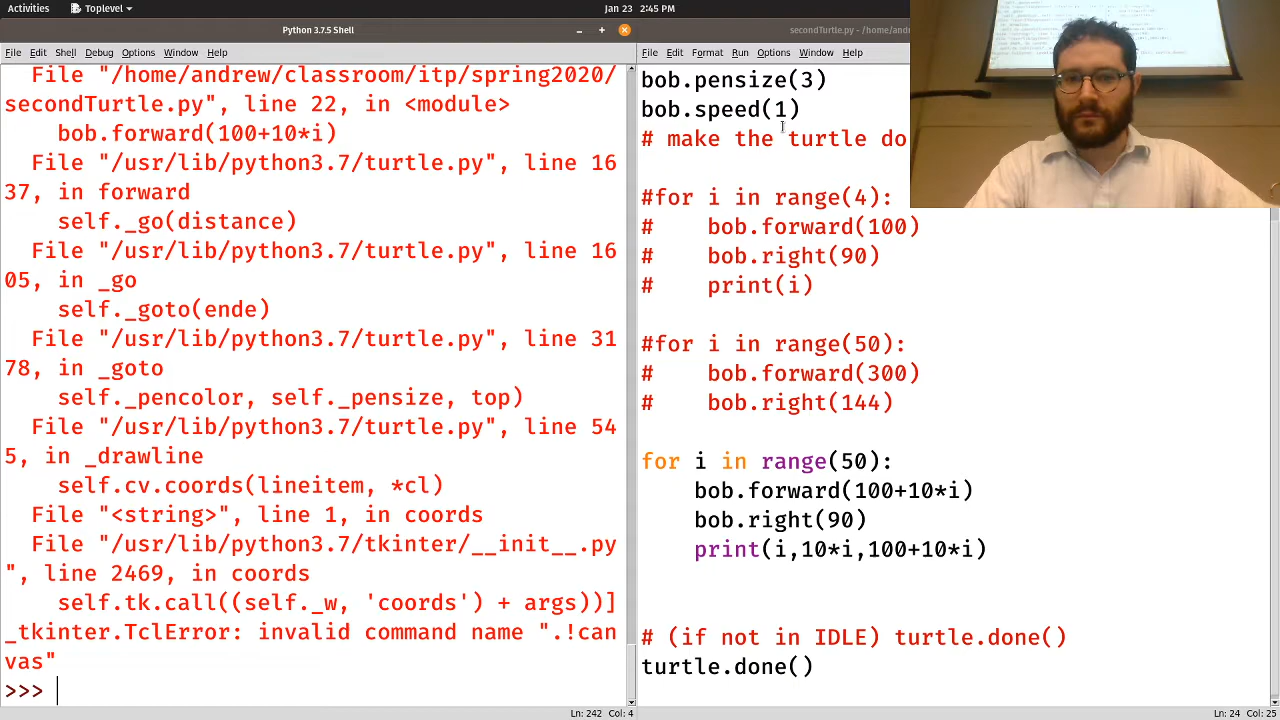 Activities Toplevel Jan 23 2:45 PM
Python 3.7.5 Shell
File Edit Shell Debug Options Window Help
File "/home/andrew/classroom/itp/spring2020/
secondTurtle.py", line 22, in <module>
bob.forward(100+10*i)
File "/usr/lib/python3.7/turtle.py", line 16
37, in forward
self._go(distance)
File "/usr/lib/python3.7/turtle.py", line 16
05, in _go
self._goto(ende)
File "/usr/lib/python3.7/turtle.py", line 31
78, in _goto
self._pencolor, self._pensize, top)
File "/usr/lib/python3.7/turtle.py", line 54
5, in _drawline
self.cv.coords(lineitem, *cl)
File "<string>", line 1, in coords
File "/usr/lib/python3.7/tkinter/__init__.py
", line 2469, in coords
self.tk.call((self._w, 'coords') + args))]
_tkinter.TclError: invalid command name ".!can
vas"
>>>
Ln: 242 Col: 4
secondTurtle.py - /home/andrew
Window Help
bob.pensize(3)
bob.speed(1)
# make the turtle do
#for i in range(4):
#    bob.forward(100)
#    bob.right(90)
#    print(i)
#for i in range(50):
#    bob.forward(300)
#    bob.right(144)
for i in range(50):
bob.forward(100+10*i)
bob.right(90)
print(i,10*i,100+10*i)
# (if not in IDLE) turtle.done()
turtle.done()
Ln: 24 Col: 25